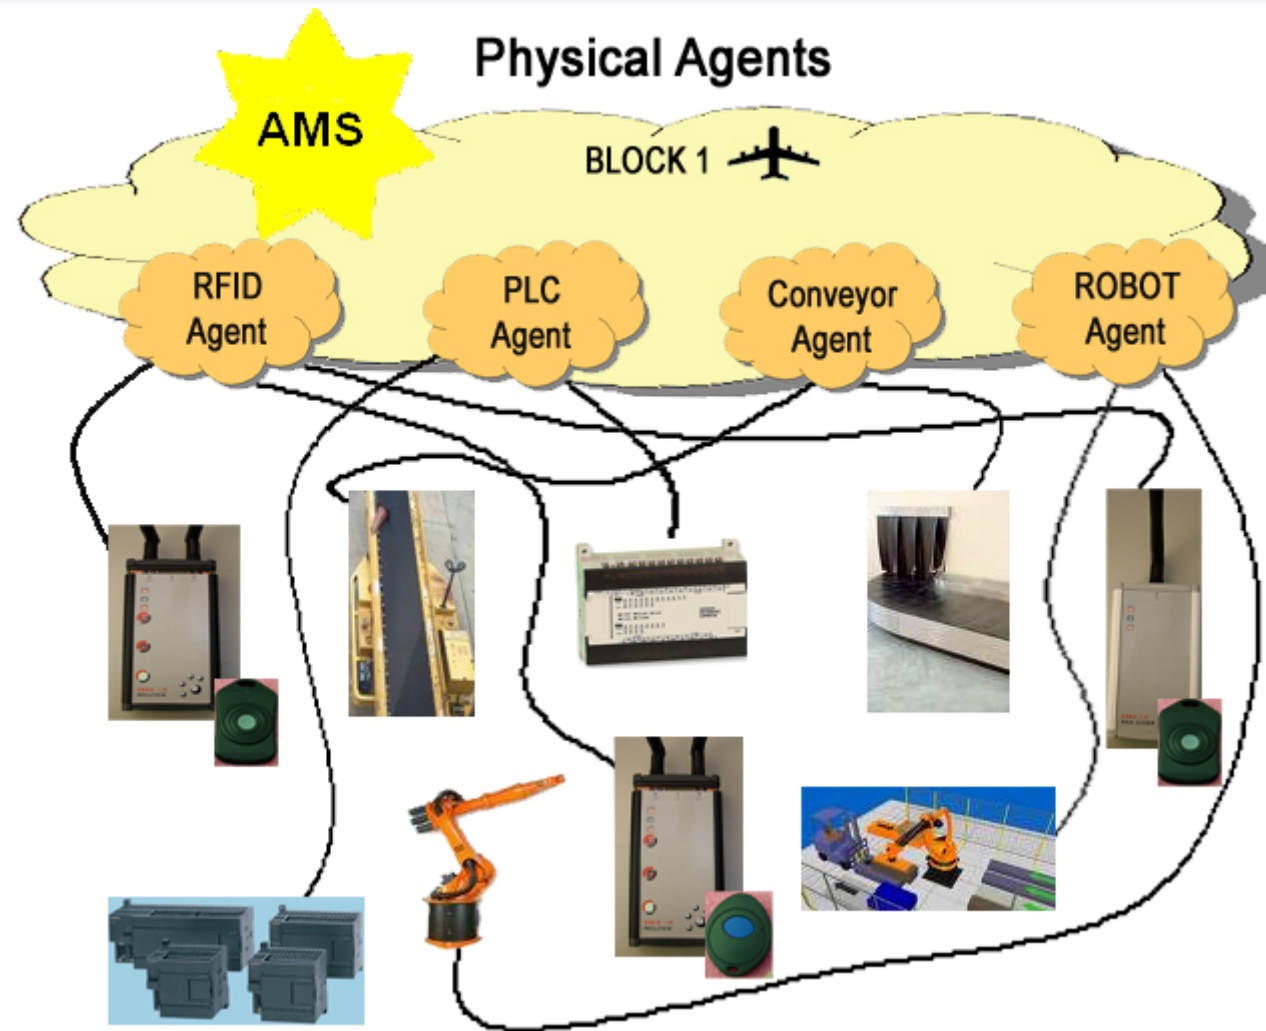 Physical Agents
AMS
BLOCK 1
RFID
Agent
PLC
Agent
Conveyor
Agent
ROBOT
Agent